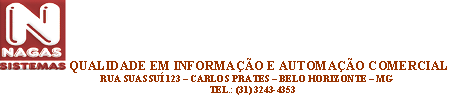 NAGAS
SISTEMAS
QUALIDADE EM INFORMAÇÃO E AUTOMAÇÃO COMERCIAL
RUA SUASSUÍ 123 – CARLOS PRATES – BELO HORIZONTE – MG
TEL.: (31) 3243-4353